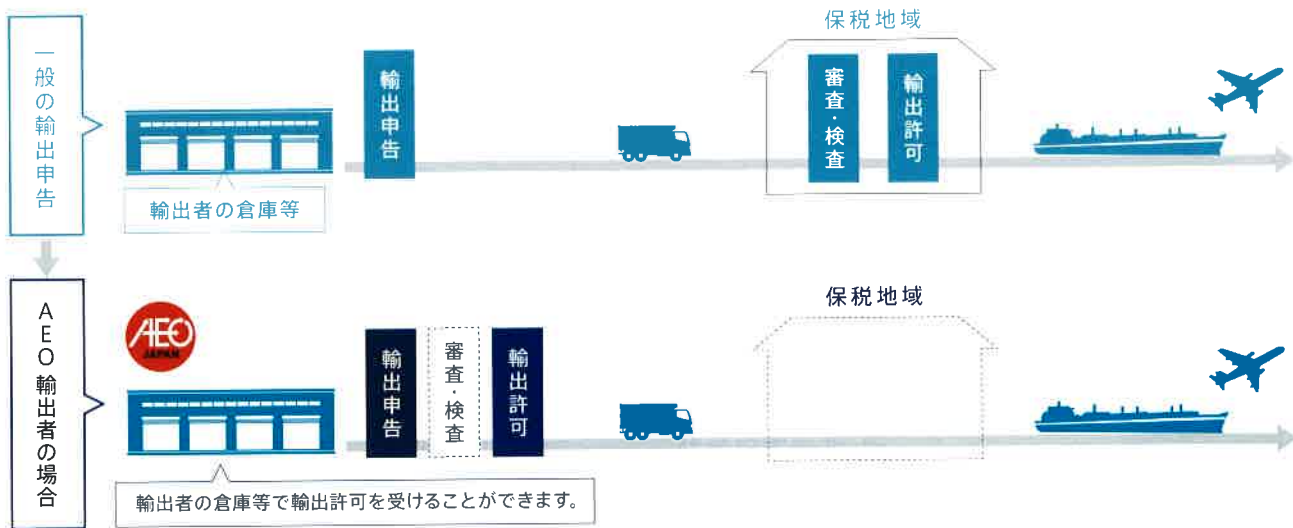 保税地域
一般の輸出申告
輸出申告
審査・検査
輸出許可
輸出者の倉庫等
AEO輸出者の場合
AEO
JAPAN
保税地域
輸出申告
審査・検査
輸出許可
輸出者の倉庫等で輸出許可を受けることができます。